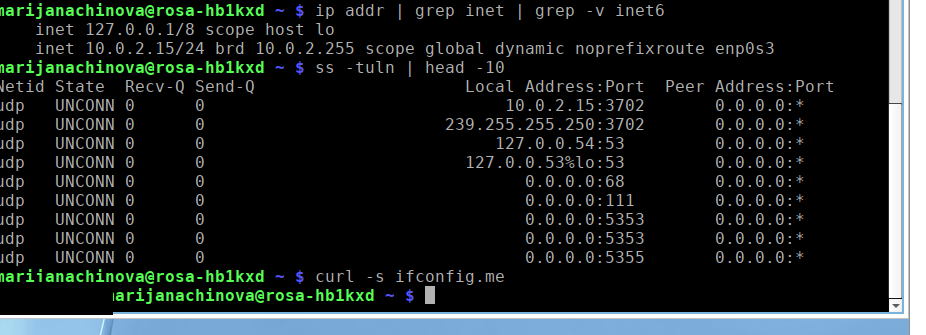 marijanachinova@rosa-hb1kxd ~ $ ip addr | grep inet | grep -v inet6
inet 127.0.0.1/8 scope host lo
inet 10.0.2.15/24 brd 10.0.2.255 scope global dynamic noprefixroute enp0s3
marijanachinova@rosa-hb1kxd ~ $ ss -tuln | head -10
Netid State Recv-Q Send-Q Local Address:Port Peer Address:Port
udp UNCONN 0 0 10.0.2.15:3702 0.0.0.0:*
udp UNCONN 0 0 239.255.255.250:3702 0.0.0.0:*
udp UNCONN 0 0 127.0.0.54:53 0.0.0.0:*
udp UNCONN 0 0 127.0.0.53%lo:53 0.0.0.0:*
udp UNCONN 0 0 0.0.0.0:68 0.0.0.0:*
udp UNCONN 0 0 0.0.0.0:111 0.0.0.0:*
udp UNCONN 0 0 0.0.0.0:5353 0.0.0.0:*
udp UNCONN 0 0 0.0.0.0:5353 0.0.0.0:*
udp UNCONN 0 0 0.0.0.0:5355 0.0.0.0:*
marijanachinova@rosa-hb1kxd ~ $ curl -s ifconfig.me
arijanachinova@rosa-hb1kxd ~ $